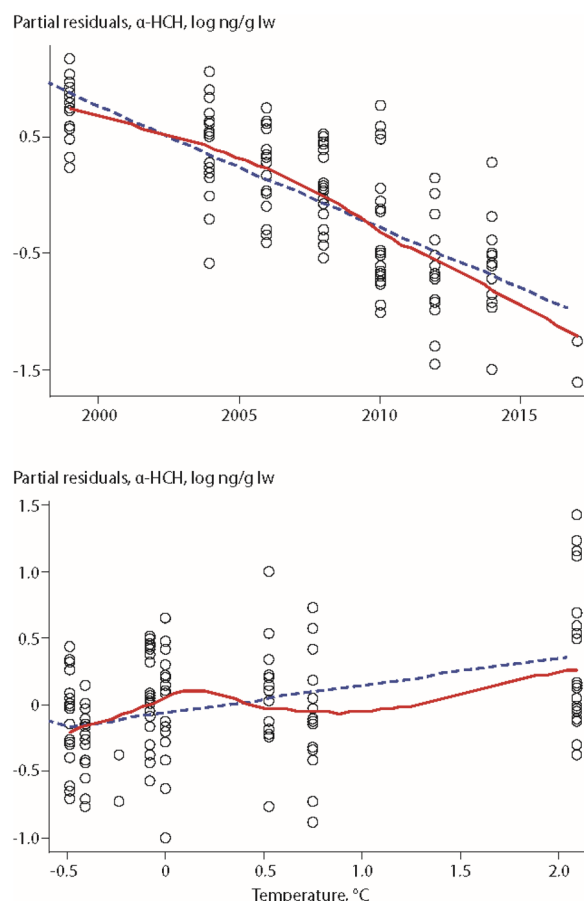 Partial residuals, α-HCH, log ng/g lw
0.5
-0.5
-1.5
2000 2005 2010 2015
Partial residuals, α-HCH, log ng/g lw
1.5
1.0
0.5
0
-0.5
-1.0
-0.5 0 0.5 1.0 1.5 2.0
Temperature, °C